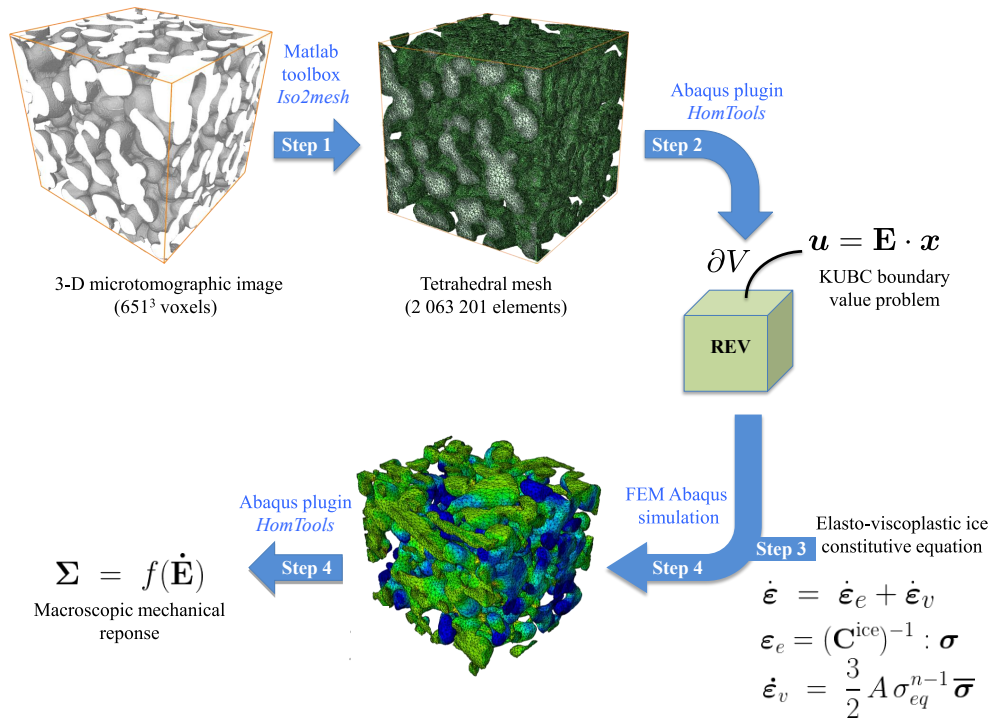 Matlab
toolbox
Iso2mesh
Step 1
3-D microtomographic image
(651³ voxels)
Tetrahedral mesh
(2 063 201 elements)
Abaqus plugin
HomTools
Step 2
∂V
u = E · x
KUBC boundary
value problem
REV
Elasto-viscoplastic ice
constitutive equation
Step 3
ε̇ = ε̇_e + ε̇_v
ε_e = (C^ice)^−1 : σ
ε̇_v = 3/2 A σ_eq^n−1 σ̅
FEM Abaqus
simulation
Step 4
Abaqus plugin
HomTools
Step 4
Σ = f(Ė)
Macroscopic mechanical
reponse